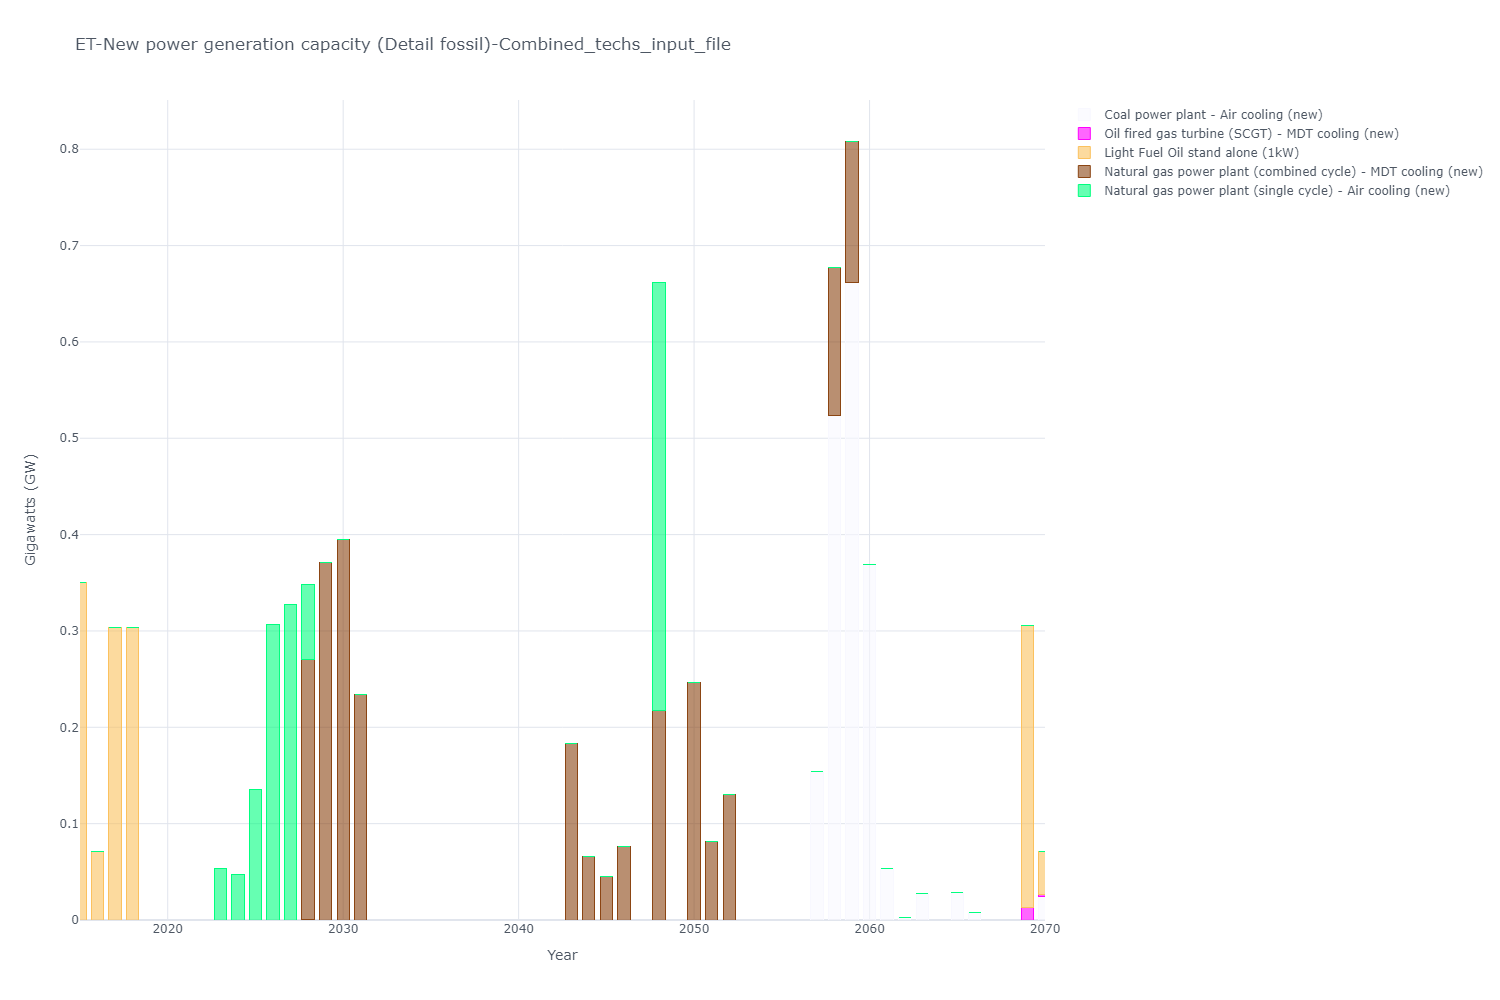 ET-New power generation capacity (Detail fossil)-Combined_techs_input_file
Coal power plant - Air cooling (new)
Oil fired gas turbine (SCGT) - MDT cooling (new)
Light Fuel Oil stand alone (1kW)
Natural gas power plant (combined cycle) - MDT cooling (new)
Natural gas power plant (single cycle) - Air cooling (new)
0.8
0.7
0.6
0.5
0.4
0.3
0.2
0.1
0
Gigawatts (GW)
2020 2030 2040 2050 2060 2070
Year